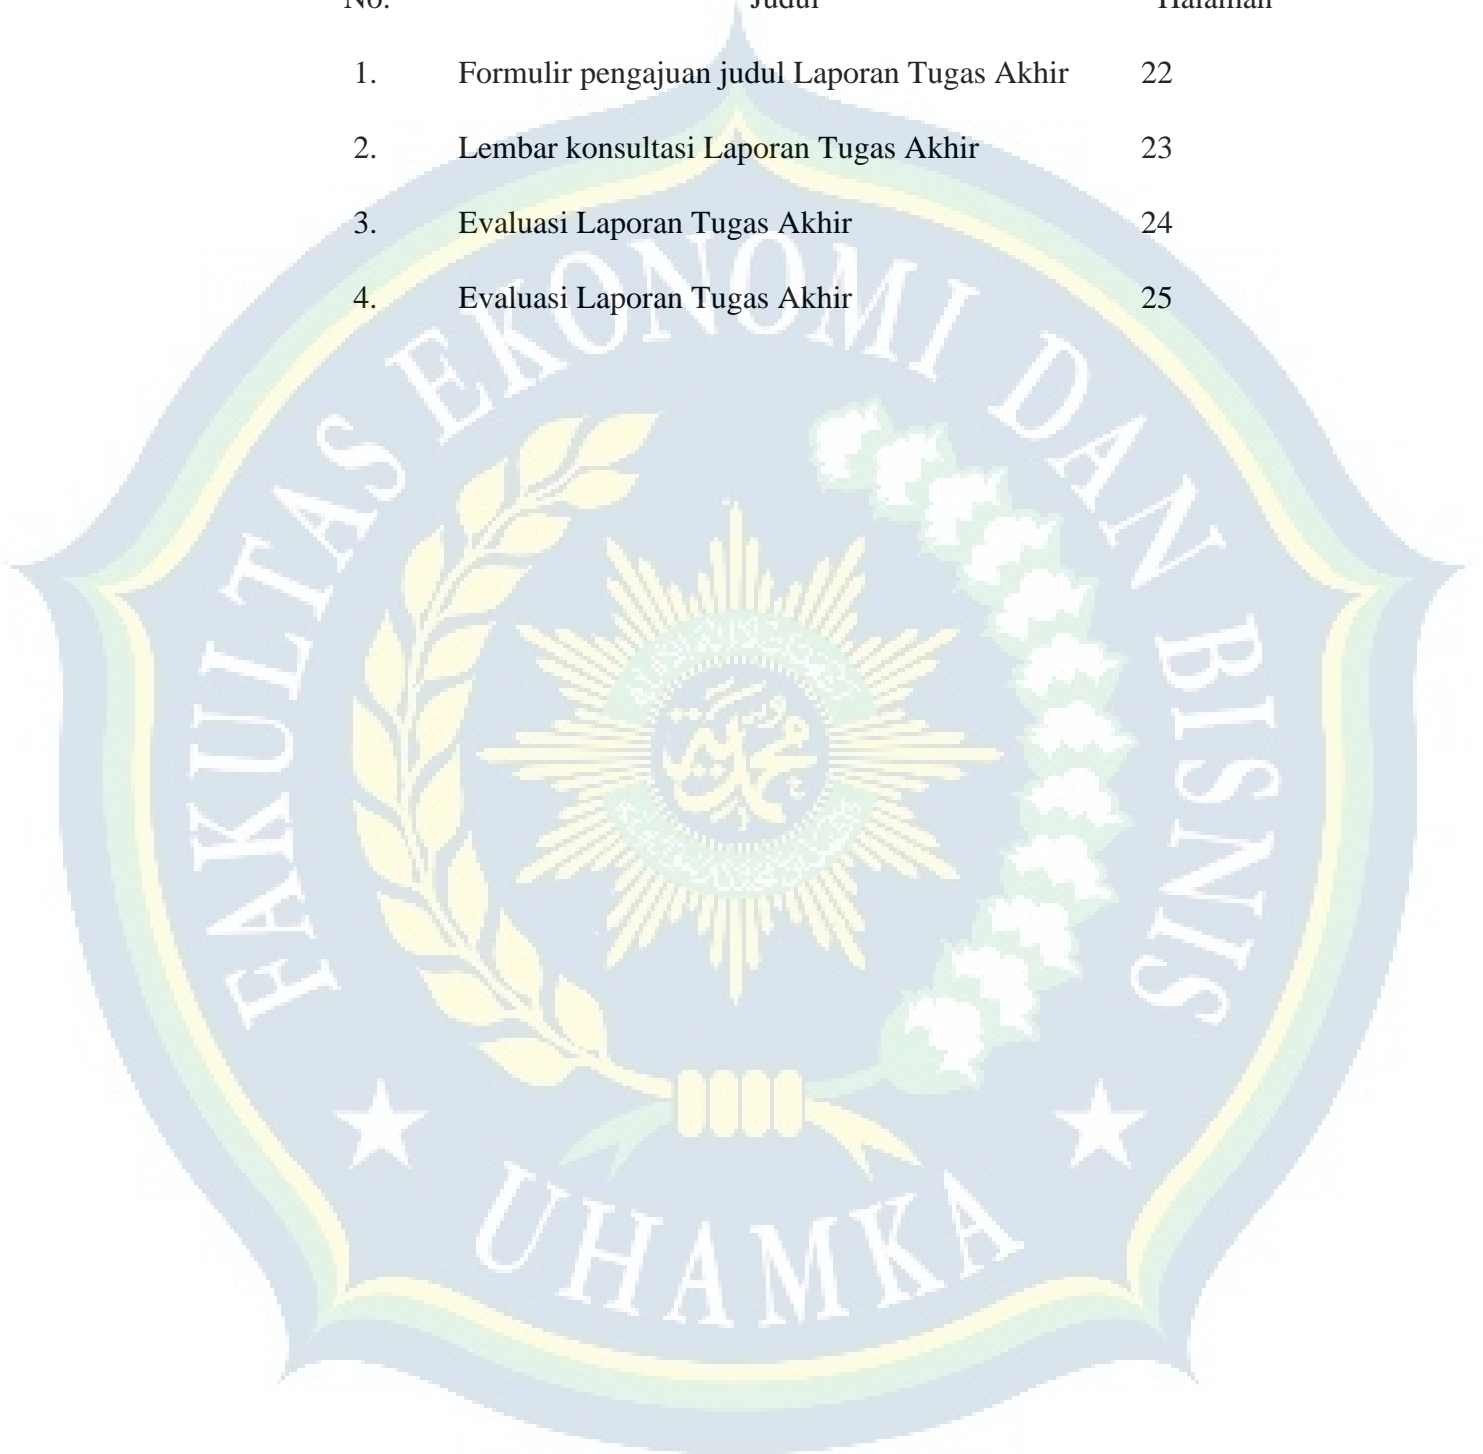 No. Judul Halaman
1. Formulir pengajuan judul Laporan Tugas Akhir 22
2. Lembar konsultasi Laporan Tugas Akhir 23
3. Evaluasi Laporan Tugas Akhir 24
4. Evaluasi Laporan Tugas Akhir 25
FAKULTAS EKONOMI DAN BISNIS
محمدية
UHAMKA